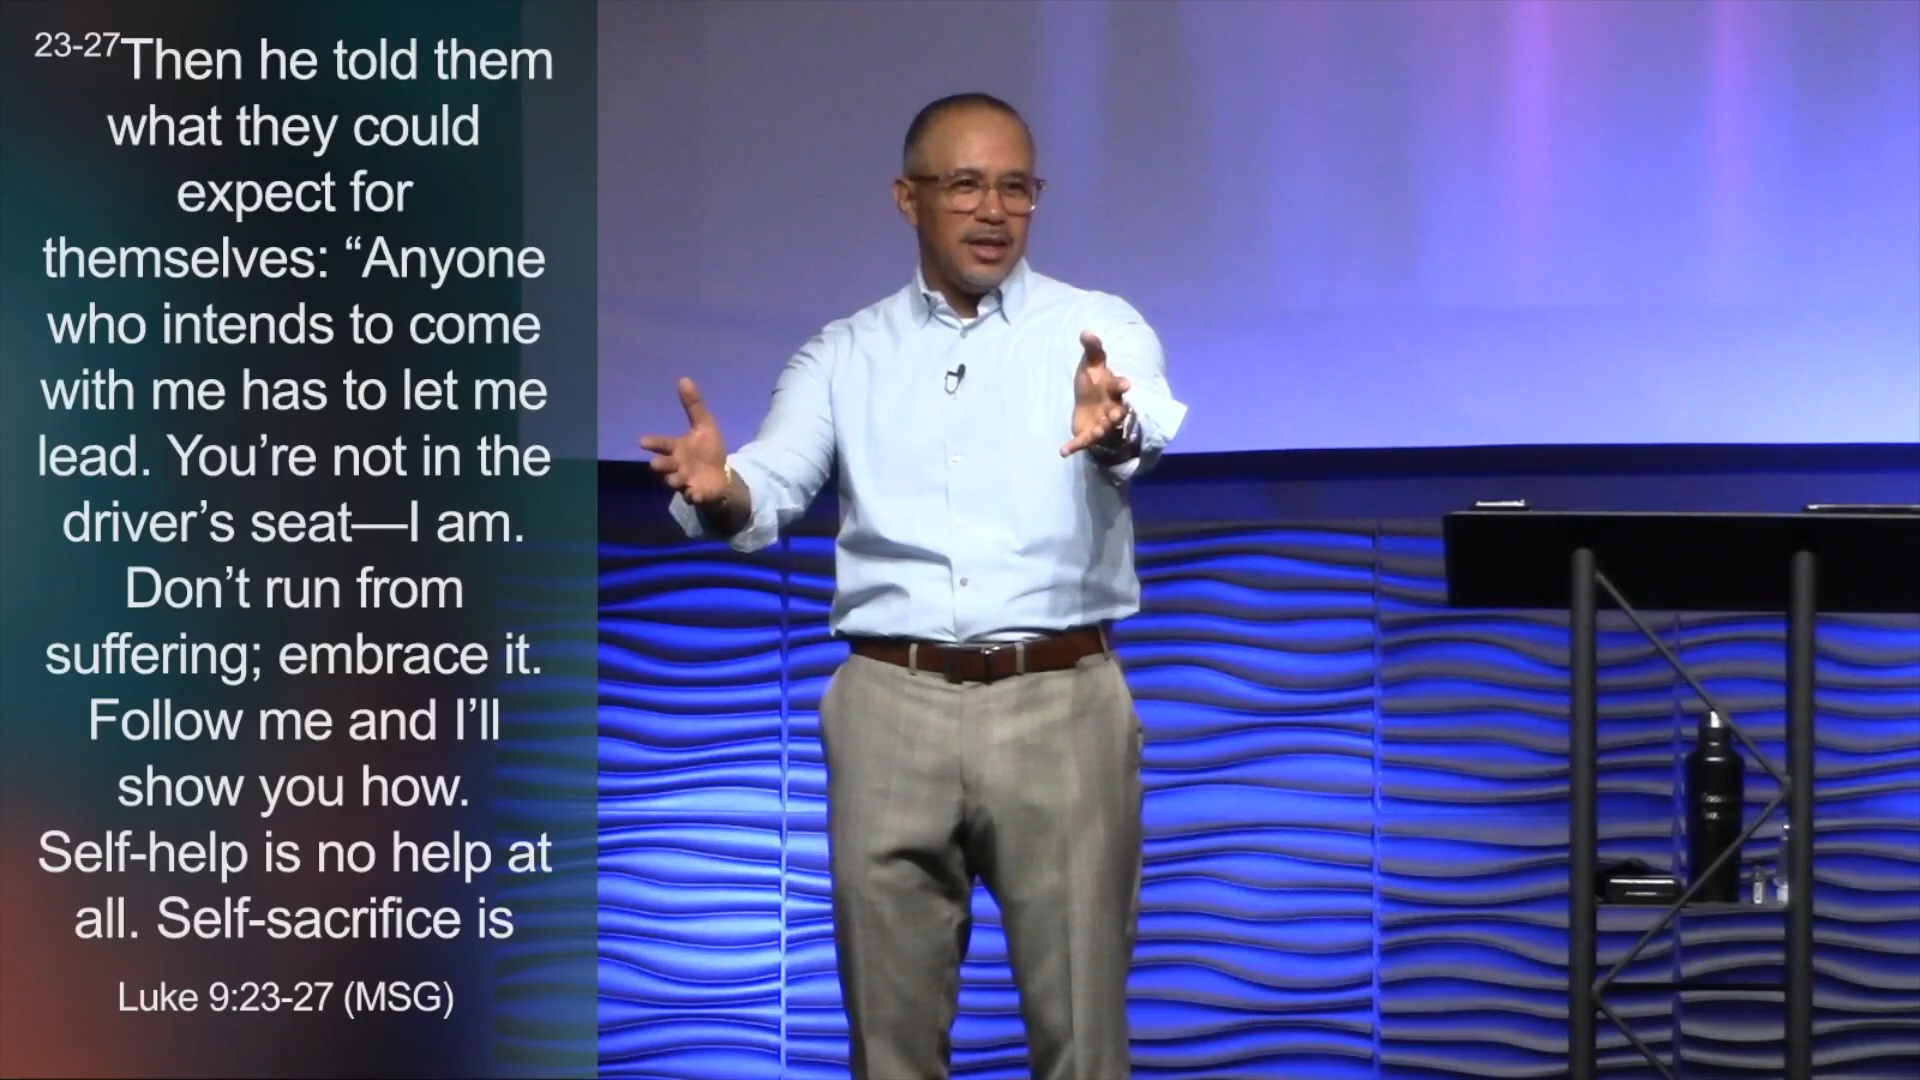 23-27Then he told them
what they could
expect for
themselves: “Anyone
who intends to come
with me has to let me
lead. You’re not in the
driver’s seat—I am.
Don’t run from
suffering; embrace it.
Follow me and I’ll
show you how.
Self-help is no help at
all. Self-sacrifice is
Luke 9:23-27 (MSG)